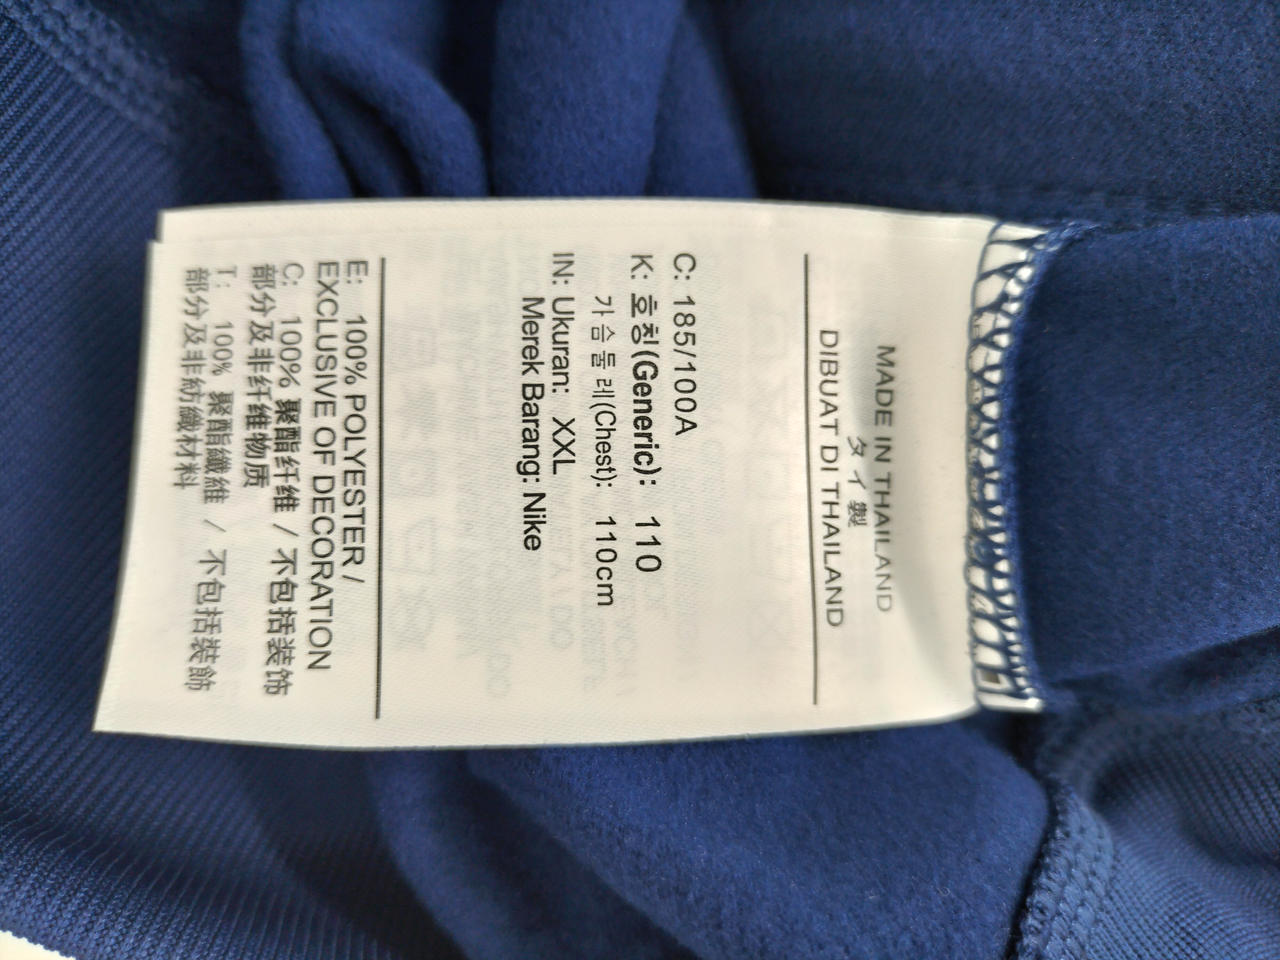 MADE IN THAILAND
タイ製
DIBUAT DI THAILAND
C: 185/100A
K: 호칭(Generic): 110
가슴둘레(Chest): 110cm
IN: Ukuran: XXL
Merek Barang: Nike
E: 100% POLYESTER /
EXCLUSIVE OF DECORATION
C: 100% 聚酯纤维 / 不包括装饰
部分及非纤维物质
T: 100% 聚酯纖維 / 不包括裝飾
部分及非紡織材料